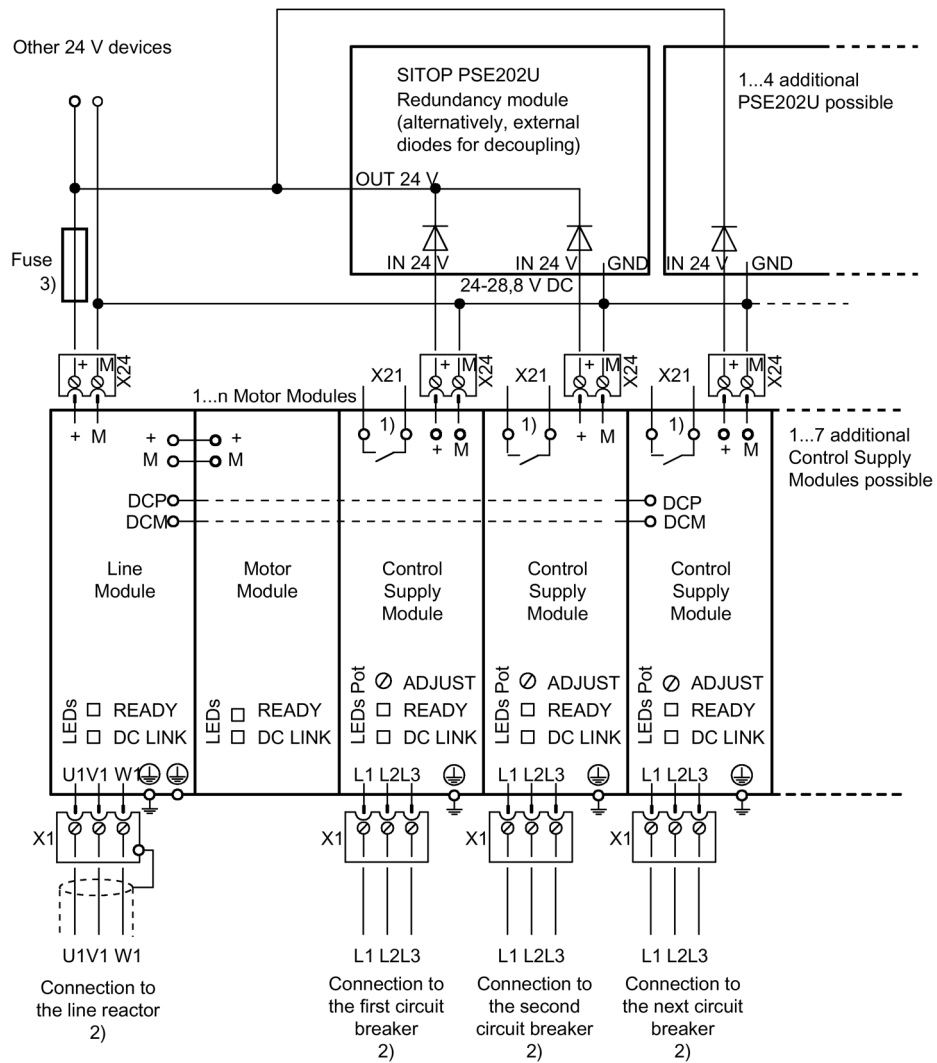 Other 24 V devices
SITOP PSE202U
Redundancy module
(alternatively, external
diodes for decoupling)
1...4 additional
PSE202U possible
OUT 24 V
Fuse
3)
IN 24 V
IN 24 V
GND
IN 24 V
GND
24-28,8 V DC
+ M
X24
+ M
X24
+ M
X24
+ M
X24
1...n Motor Modules
X21
X21
X21
1)
1)
1)
+ M
+ +
M M
+ M
+ M
+ M
1...7 additional
Control Supply
Modules possible
DCP
DCM
DCP
DCM
Line
Module
Motor
Module
Control
Supply
Module
Control
Supply
Module
Control
Supply
Module
LEDs
READY
DC LINK
LEDs
READY
DC LINK
LEDs Pot
ADJUST
READY
DC LINK
LEDs Pot
ADJUST
READY
DC LINK
LEDs Pot
ADJUST
READY
DC LINK
U1V1 W1
L1 L2L3
L1 L2L3
L1 L2L3
X1
X1
X1
X1
U1V1 W1
L1 L2L3
L1 L2L3
L1 L2L3
Connection to
the line reactor
2)
Connection to
the first circuit
breaker
2)
Connection to
the second
circuit breaker
2)
Connection to
the next circuit
breaker
2)